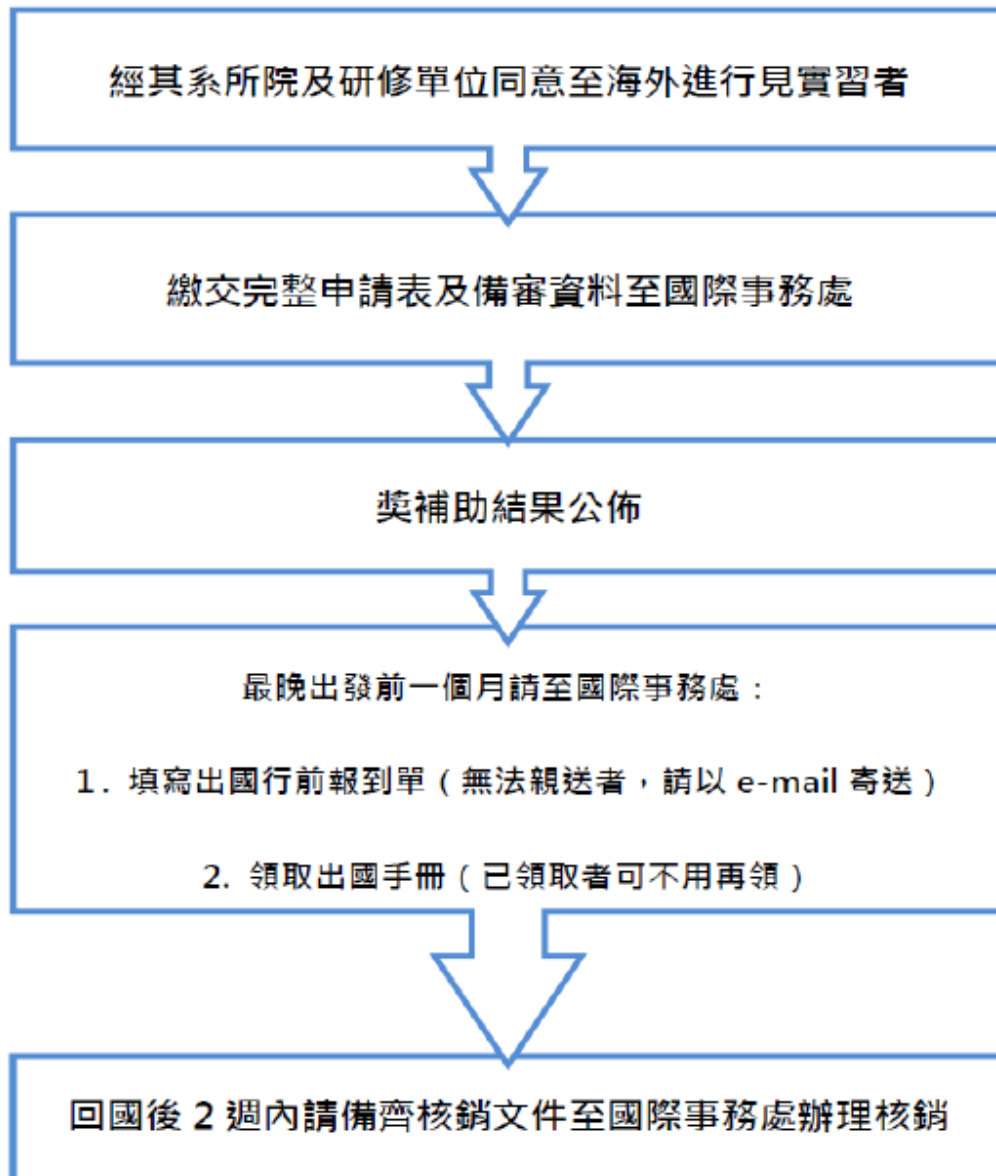 經其系所院及研修單位同意至海外進行見實習者
繳交完整申請表及備審資料至國際事務處
獎補助結果公佈
最晚出發前一個月請至國際事務處：
1. 填寫出國行前報到單（無法親送者，請以 e-mail 寄送）
2. 領取出國手冊（已領取者可不用再領）
回國後 2 週內請備齊核銷文件至國際事務處辦理核銷